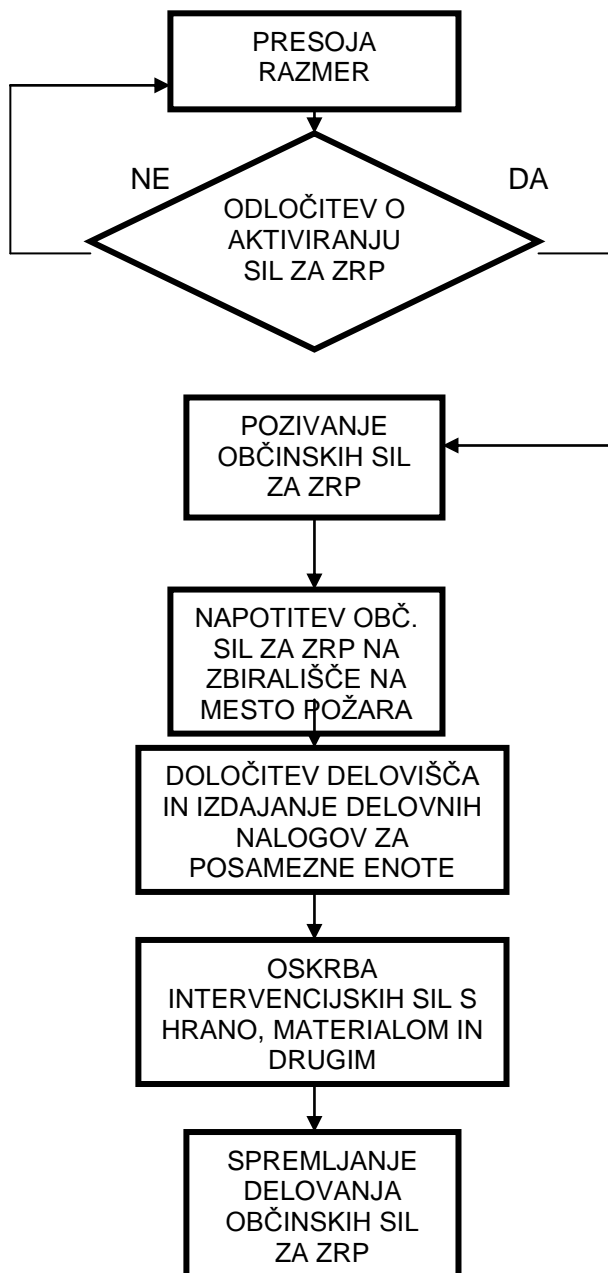 PRESOJA
RAZMER
NE
DA
ODLOČITEV O
AKTIVIRANJU
SIL ZA ZRP
POZIVANJE
OBČINSKIH SIL
ZA ZRP
NAPOTITEV OBČ.
SIL ZA ZRP NA
ZBIRALIŠČE NA
MESTO POŽARA
DOLOČITEV DELOVIŠČA
IN IZDAJANJE DELOVNIH
NALOGOV ZA
POSAMEZNE ENOTE
OSKRBA
INTERVENCIJSKIH SIL S
HRANO, MATERIALOM IN
DRUGIM
SPREMLJANJE
DELOVANJA
OBČINSKIH SIL
ZA ZRP